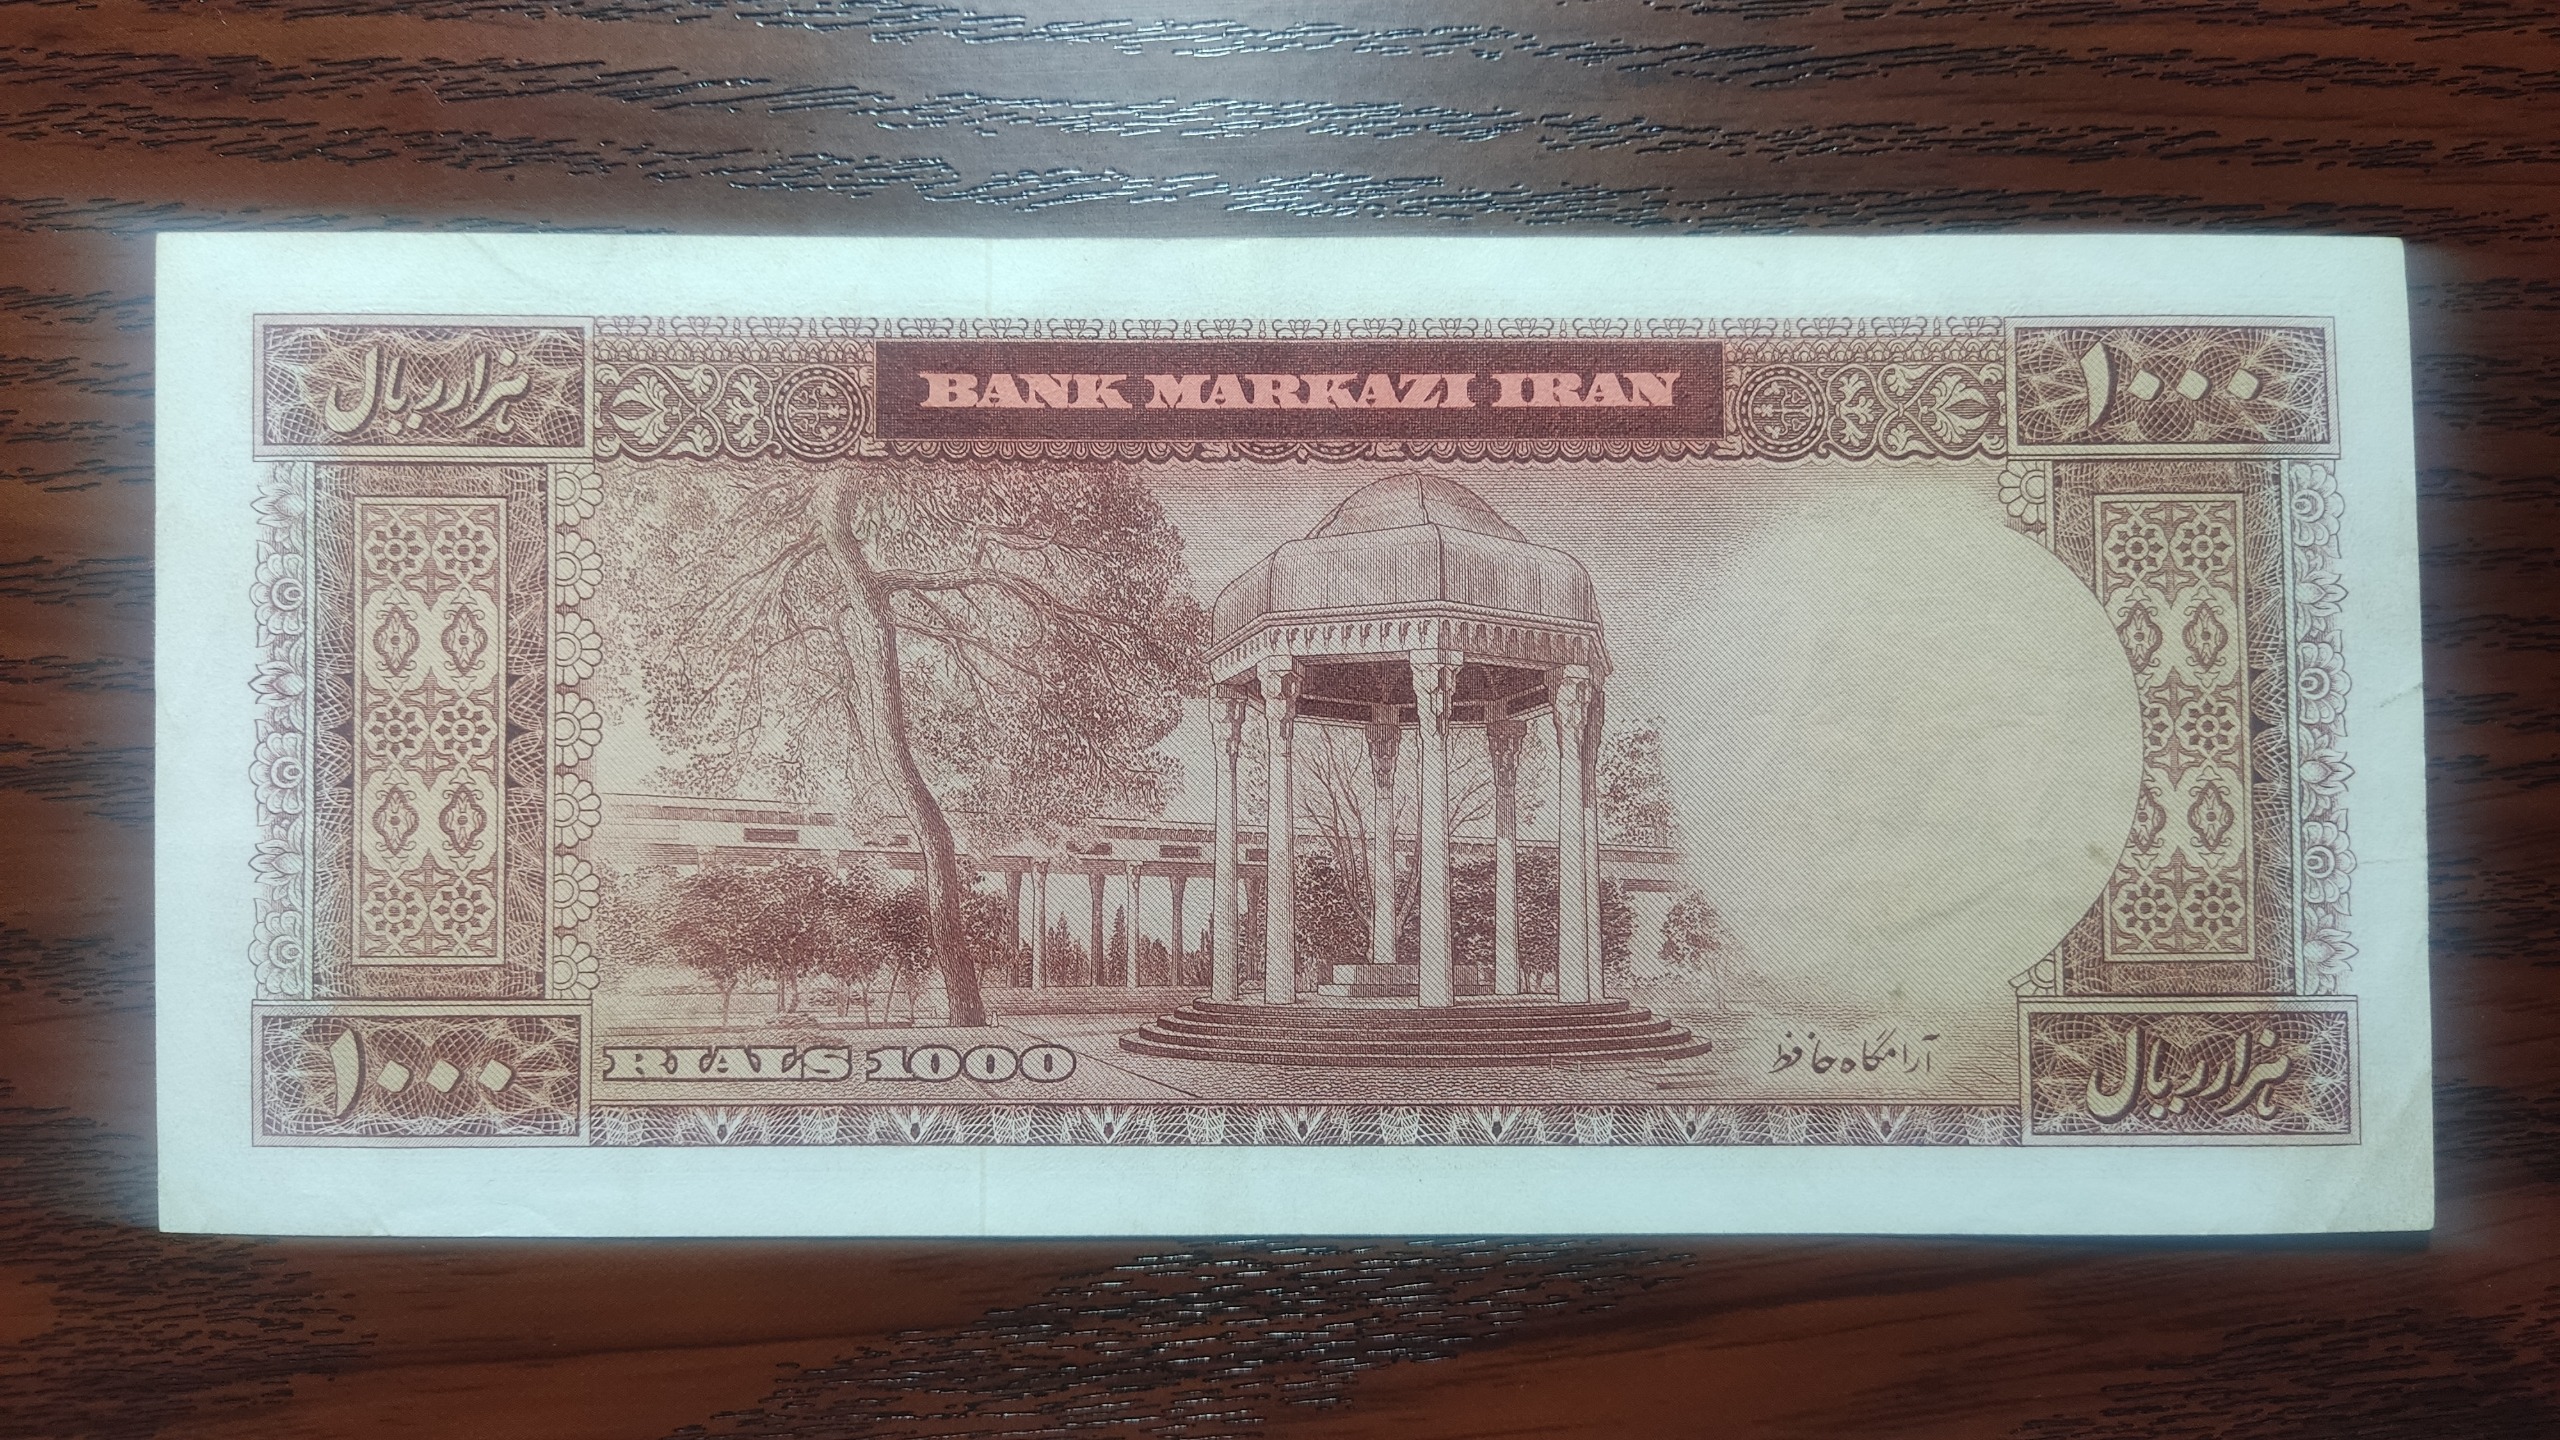 BANK MARKAZI IRAN
هزار ریال
۱۰۰۰
۱۰۰۰
RIALS 1000
آرامگاه حافظ
هزار ریال